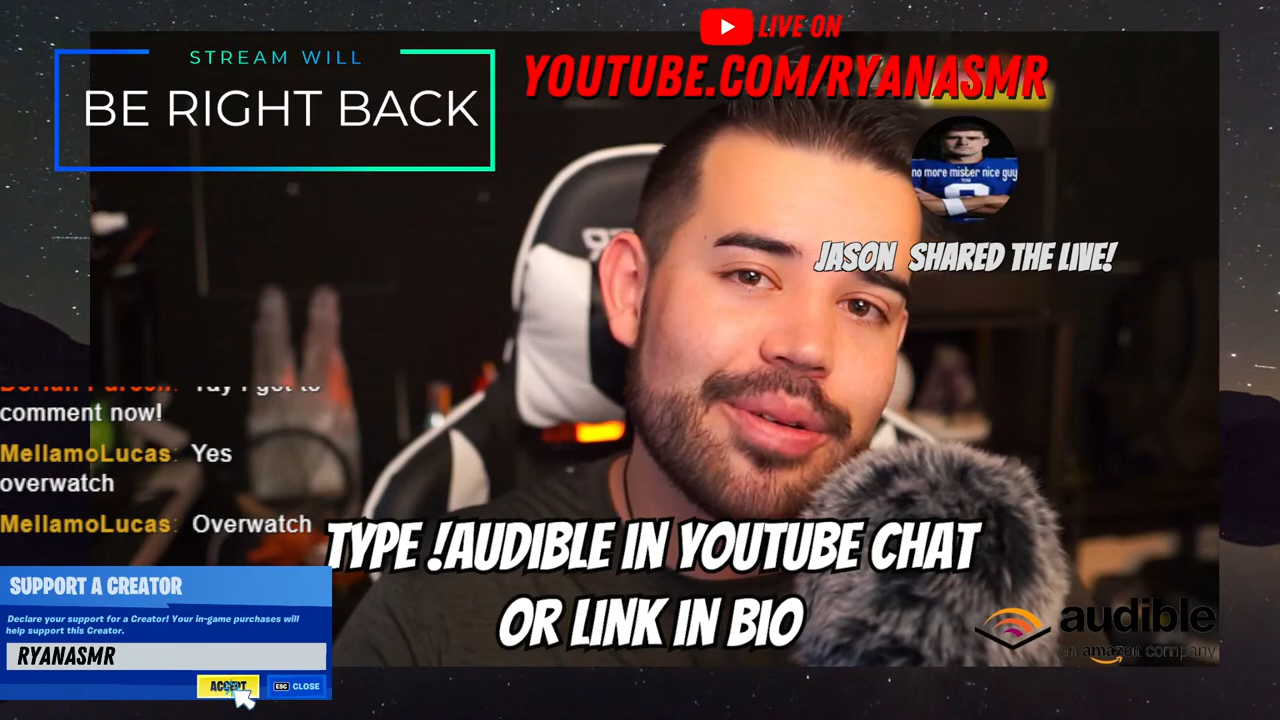 LIVE ON
YOUTUBE.COM/RYANASMR
STREAM WILL
BE RIGHT BACK
no more mister nice guy
JASON SHARED THE LIVE!
Yay I got to
comment now!
MellamoLucas: Yes
overwatch
MellamoLucas: Overwatch
TYPE !AUDIBLE IN YOUTUBE CHAT
OR LINK IN BIO
SUPPORT A CREATOR
Declare your support for a Creator! Your in-game purchases will
help support this Creator.
RYANASMR
ACCEPT
ESC CLOSE
audible
an amazon company